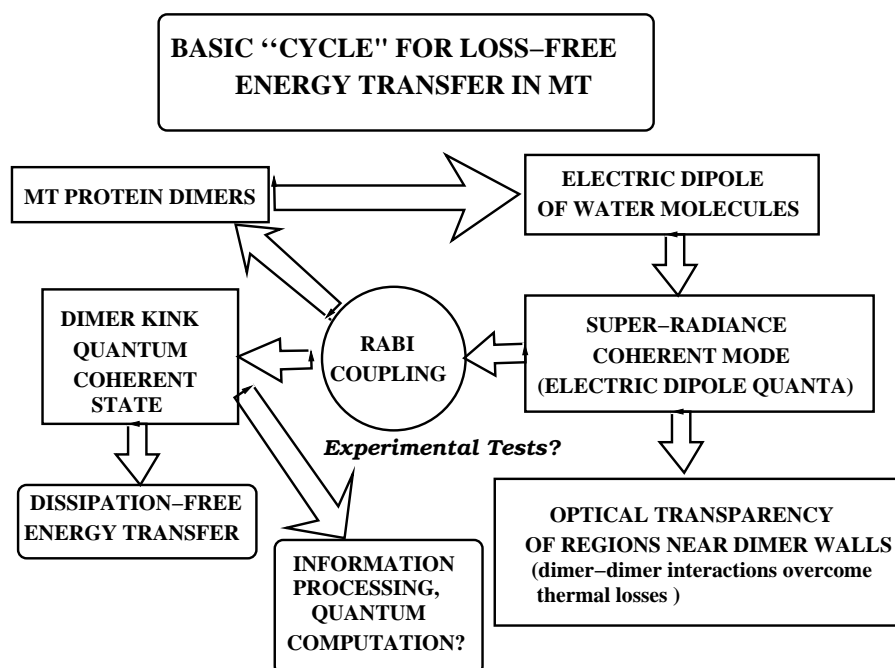 BASIC ‘‘CYCLE" FOR LOSS−FREE
ENERGY TRANSFER IN MT
MT PROTEIN DIMERS
ELECTRIC DIPOLE
OF WATER MOLECULES
DIMER KINK
QUANTUM
COHERENT
STATE
RABI
COUPLING
SUPER−RADIANCE
COHERENT MODE
(ELECTRIC DIPOLE QUANTA)
Experimental Tests?
DISSIPATION−FREE
ENERGY TRANSFER
INFORMATION
PROCESSING,
QUANTUM
COMPUTATION?
OPTICAL TRANSPARENCY
OF REGIONS NEAR DIMER WALLS
(dimer−dimer interactions overcome
thermal losses )